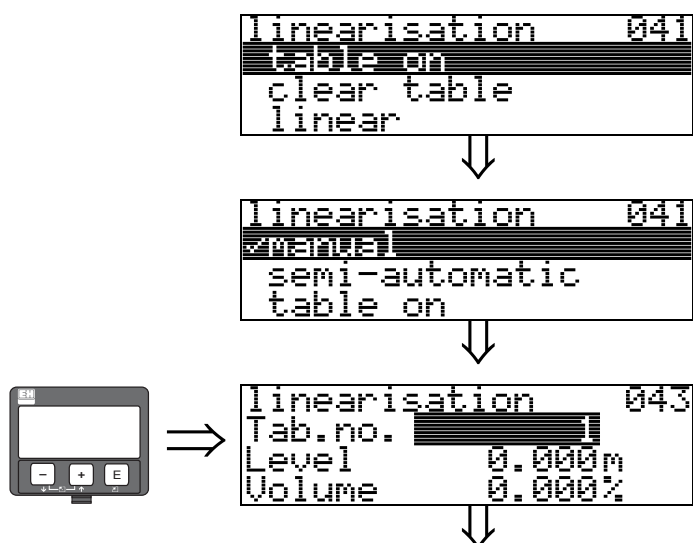 linearisation 041
table on
clear table
linear
linearisation 041
✓manual
semi-automatic
table on
EH
- + E
linearisation 043
Tab.no. 1
Level 0.000m
Volume 0.000%